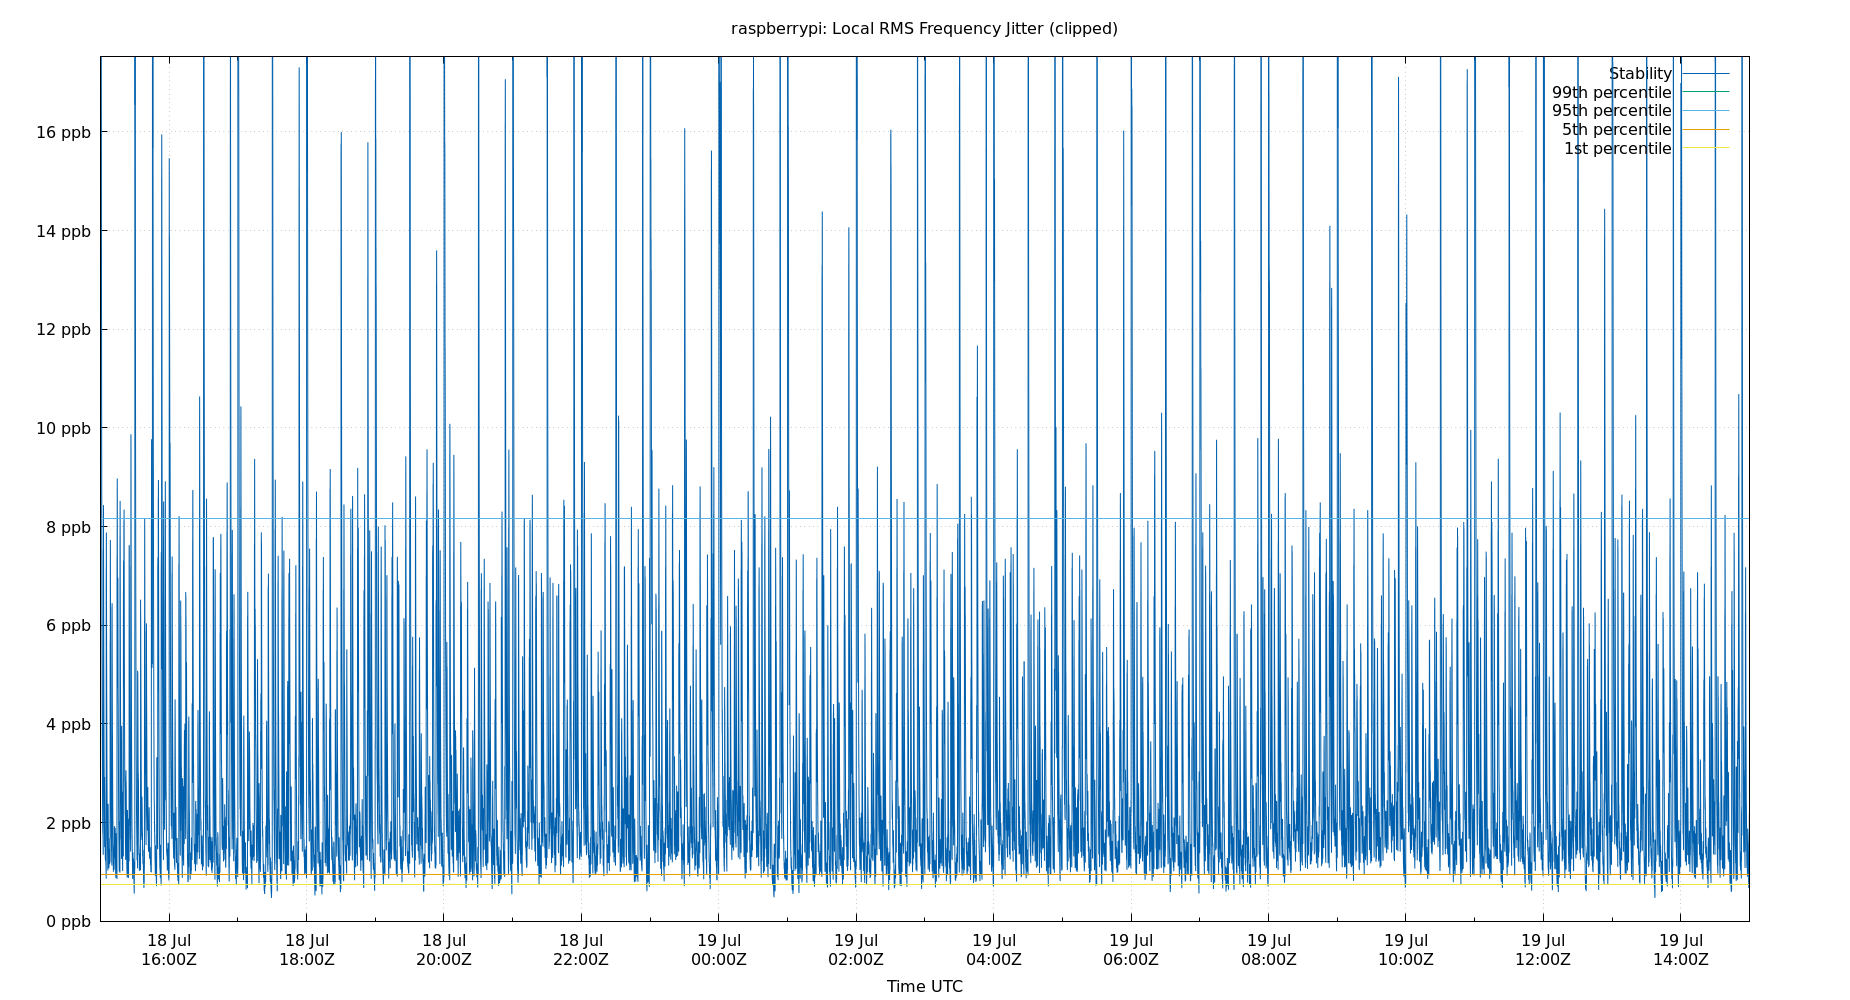 raspberrypi: Local RMS Frequency Jitter (clipped)
Stability
99th percentile
95th percentile
5th percentile
1st percentile
16 ppb
14 ppb
12 ppb
10 ppb
8 ppb
6 ppb
4 ppb
2 ppb
0 ppb
18 Jul 18 Jul 18 Jul 18 Jul 19 Jul 19 Jul 19 Jul 19 Jul 19 Jul 19 Jul 19 Jul 19 Jul
16:00Z 18:00Z 20:00Z 22:00Z 00:00Z 02:00Z 04:00Z 06:00Z 08:00Z 10:00Z 12:00Z 14:00Z
Time UTC